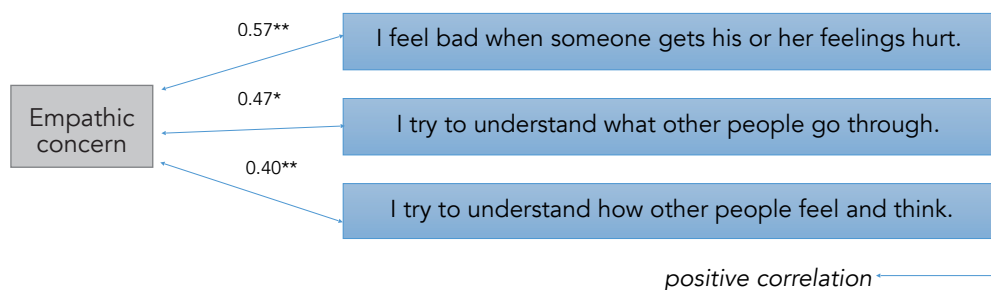 0.57**
I feel bad when someone gets his or her feelings hurt.
Empathic
concern
0.47*
I try to understand what other people go through.
0.40**
I try to understand how other people feel and think.
positive correlation